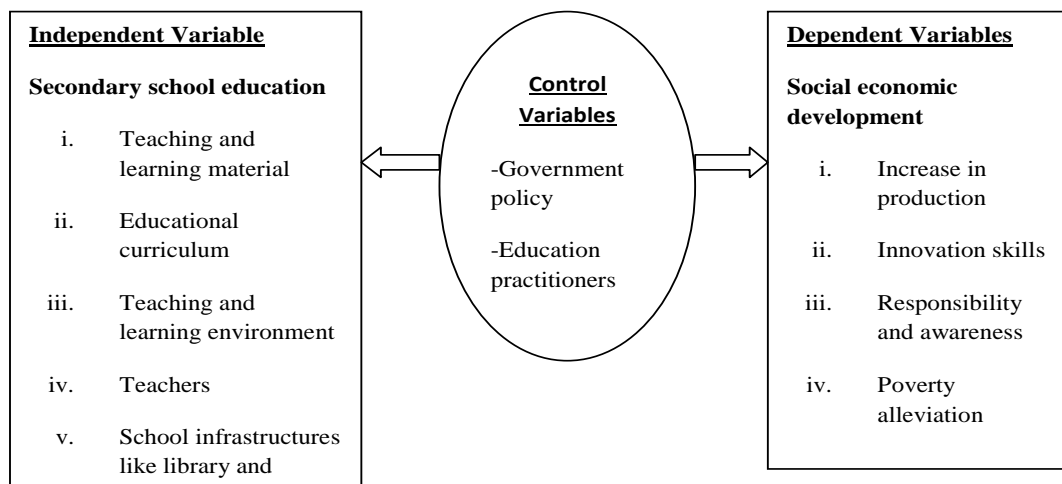 Independent Variable
Secondary school education
i. Teaching and
learning material
ii. Educational
curriculum
iii. Teaching and
learning environment
iv. Teachers
v. School infrastructures
like library and
Control
Variables
-Government
policy
-Education
practitioners
Dependent Variables
Social economic
development
i. Increase in
production
ii. Innovation skills
iii. Responsibility
and awareness
iv. Poverty
alleviation